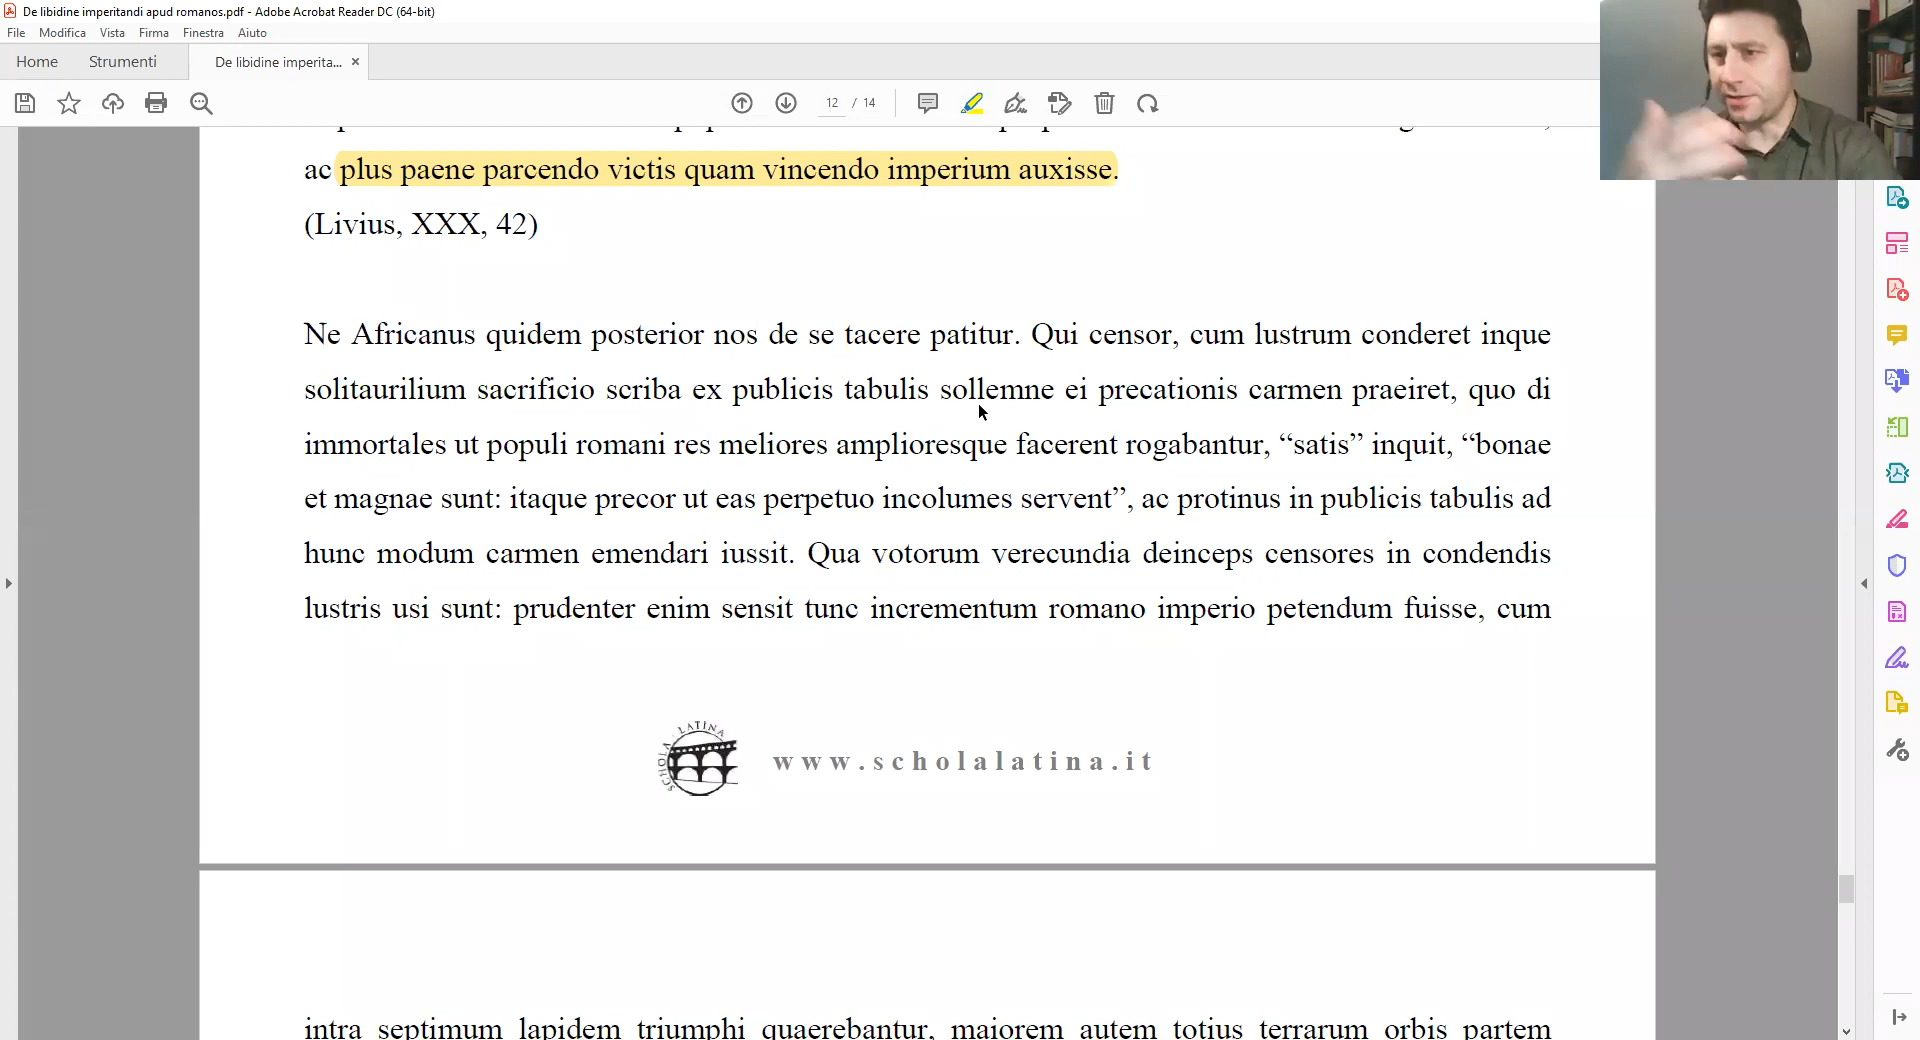 De libidine imperitandi apud romanos.pdf - Adobe Acrobat Reader DC (64-bit)
File Modifica Vista Firma Finestra Aiuto
Home Strumenti De libidine imperita... ×
12 / 14
ac plus paene parcendo victis quam vincendo imperium auxisse.
(Livius, XXX, 42)
Ne Africanus quidem posterior nos de se tacere patitur. Qui censor, cum lustrum conderet inque
solitaurilium sacrificio scriba ex publicis tabulis sollemne ei precationis carmen praeiret, quo di
immortales ut populi romani res meliores amplioresque facerent rogabantur, “satis” inquit, “bonae
et magnae sunt: itaque precor ut eas perpetuo incolumes servent”, ac protinus in publicis tabulis ad
hunc modum carmen emendari iussit. Qua votorum verecundia deinceps censores in condendis
lustris usi sunt: prudenter enim sensit tunc incrementum romano imperio petendum fuisse, cum
SCHOLA LATINA
www.scholalatina.it
intra septimum lapidem triumphi quaerebantur, maiorem autem totius terrarum orbis partem